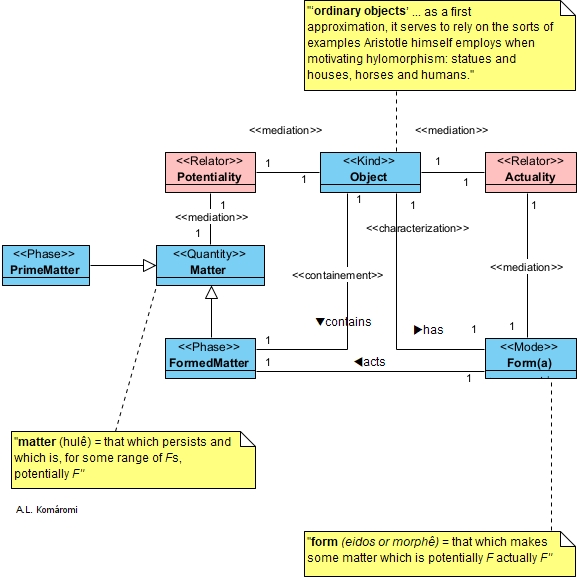 "'ordinary objects' ... as a first
approximation, it serves to rely on the sorts of
examples Aristotle himself employs when
motivating hylomorphism: statues and
houses, horses and humans."
<<mediation>>
<<mediation>>
<<Relator>>
Potentiality
1
1
<<Kind>>
Object
1
1
<<Relator>>
Actuality
1
1
1
1
<<mediation>>
1
<<characterization>>
<<Phase>>
PrimeMatter
<<Quantity>>
Matter
<<containement>>
<<mediation>>
▼contains
▶has
1
1
1
<<Phase>>
FormedMatter
1
◀acts
1
<<Mode>>
Form(a)
"matter (hulê) = that which persists and
which is, for some range of Fs,
potentially F"
A.L. Komáromi
"form (eidos or morphê) = that which makes
some matter which is potentially F actually F"